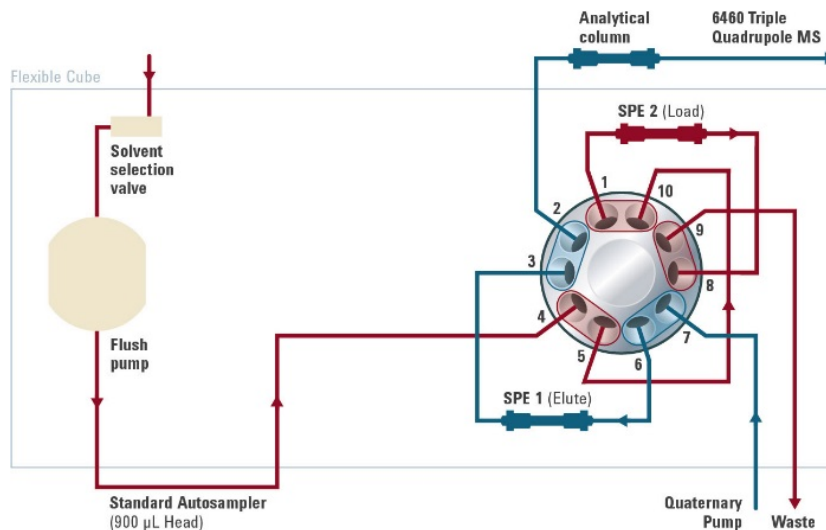 Analytical
column
6460 Triple
Quadrupole MS
Flexible Cube
Solvent
selection
valve
SPE 2 (Load)
1
10
2
9
3
8
4
7
5
6
Flush
pump
SPE 1 (Elute)
Standard Autosampler
(900 µL Head)
Quaternary
Pump
Waste